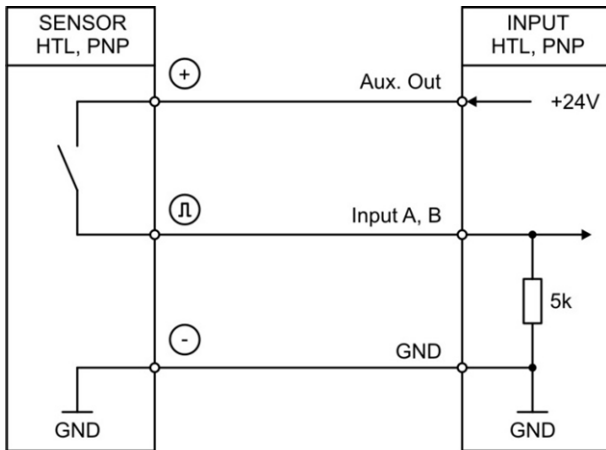 SENSOR
HTL, PNP
INPUT
HTL, PNP
+
Aux. Out
+24V
Input A, B
5k
-
GND
GND
GND